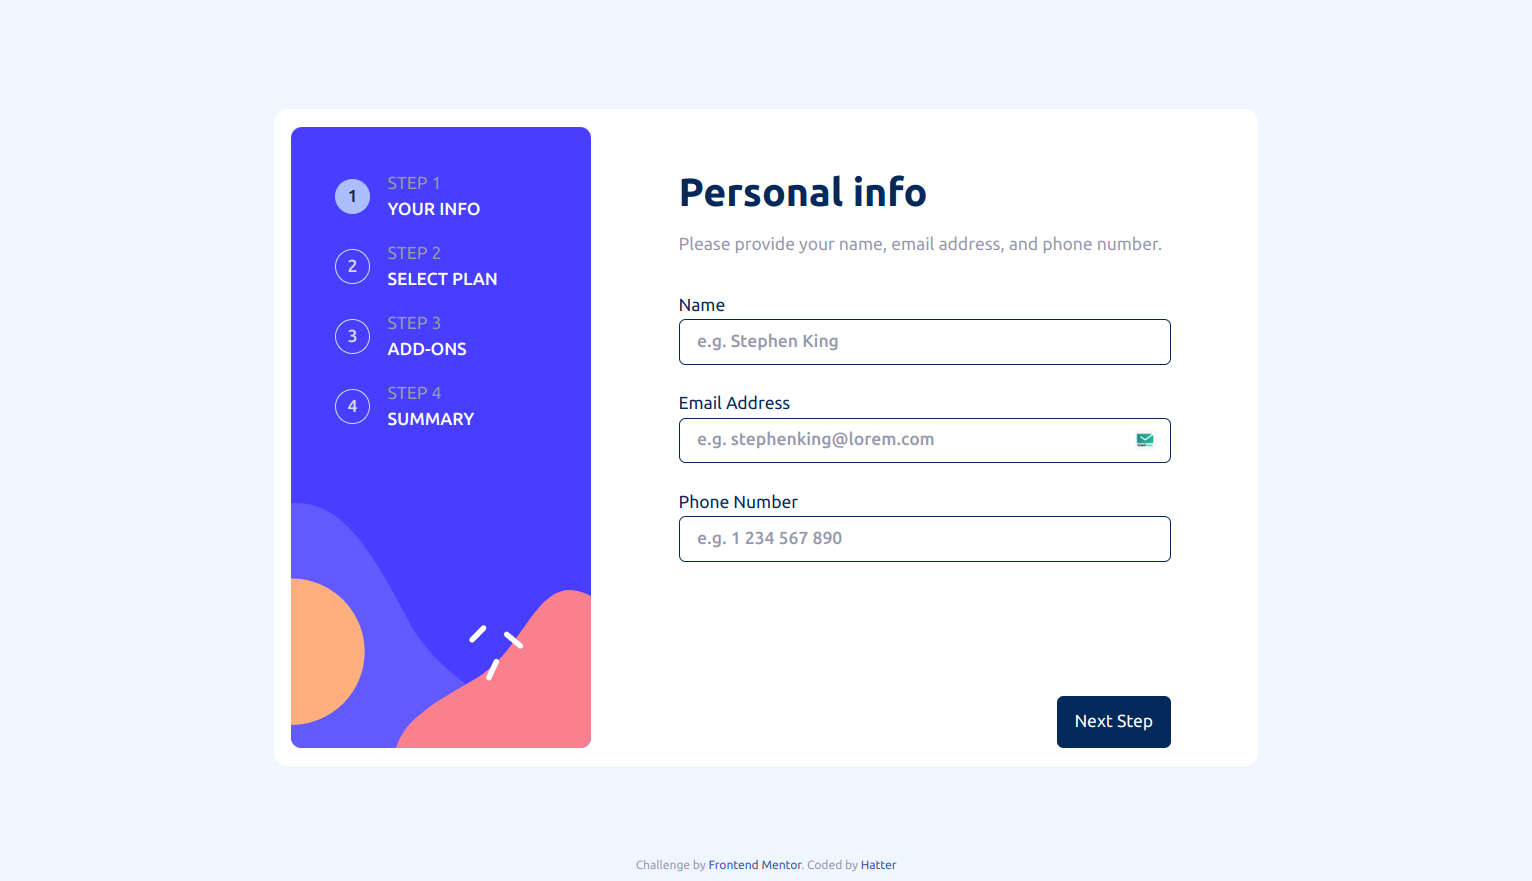 1
STEP 1
YOUR INFO
2
STEP 2
SELECT PLAN
3
STEP 3
ADD-ONS
4
STEP 4
SUMMARY
Personal info
Please provide your name, email address, and phone number.
Name
e.g. Stephen King
Email Address
e.g. stephenking@lorem.com
Phone Number
e.g. 1 234 567 890
Next Step
Challenge by Frontend Mentor. Coded by Hatter